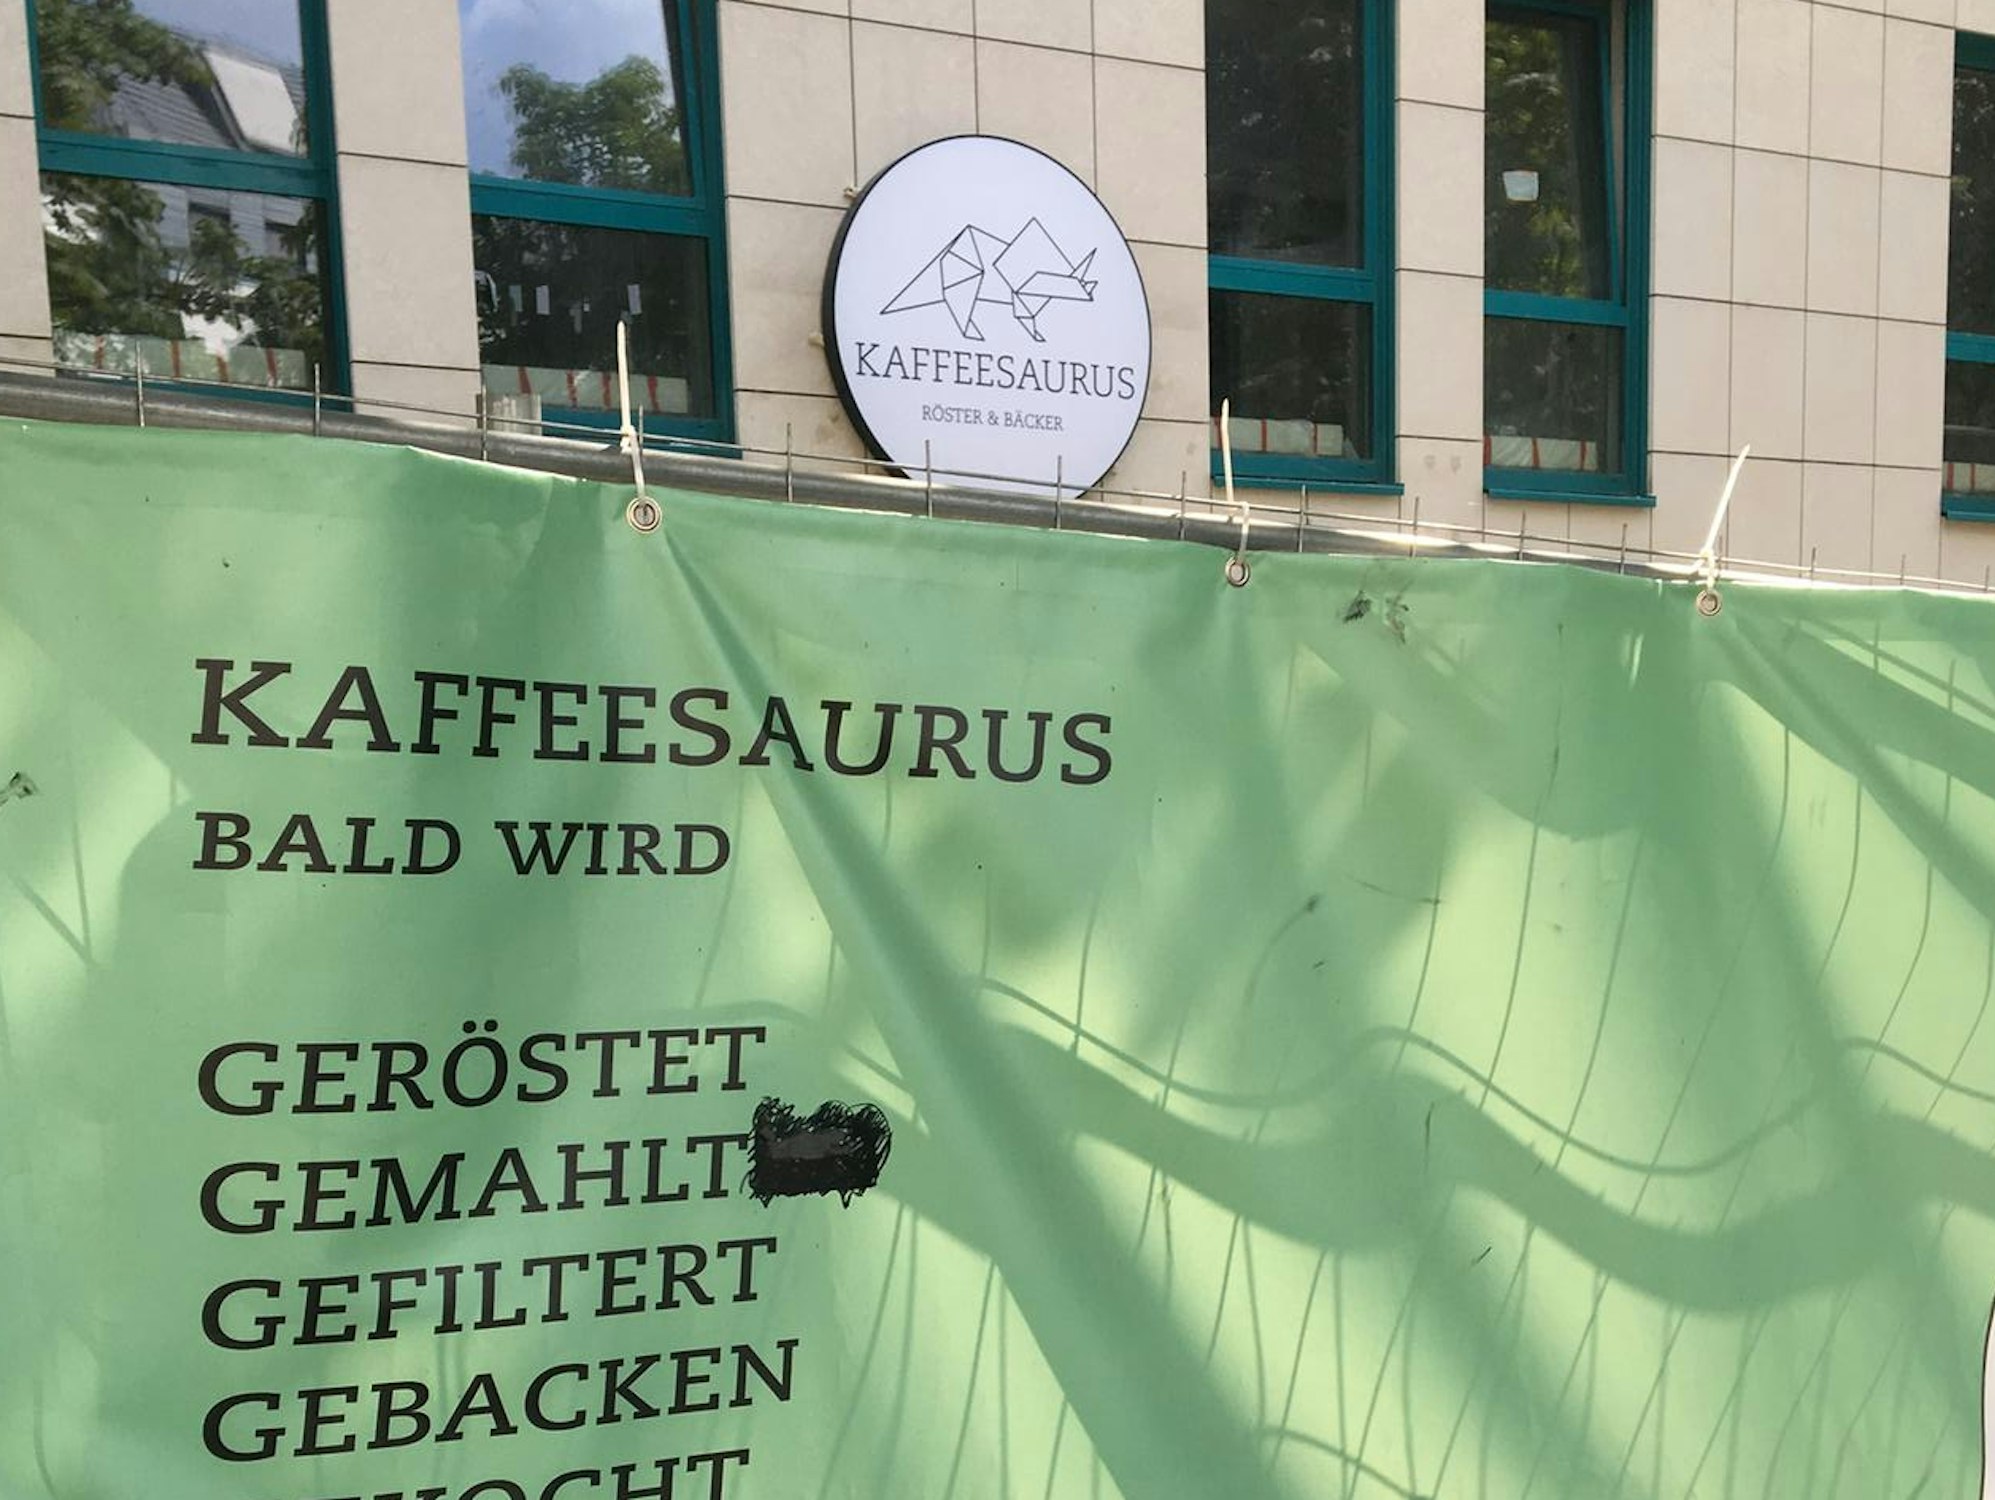 KAFFEESAURUS
RÖSTER & BÄCKER
KAFFEESAURUS
BALD WIRD
GERÖSTET
GEMAHLT
GEFILTERT
GEBACKEN